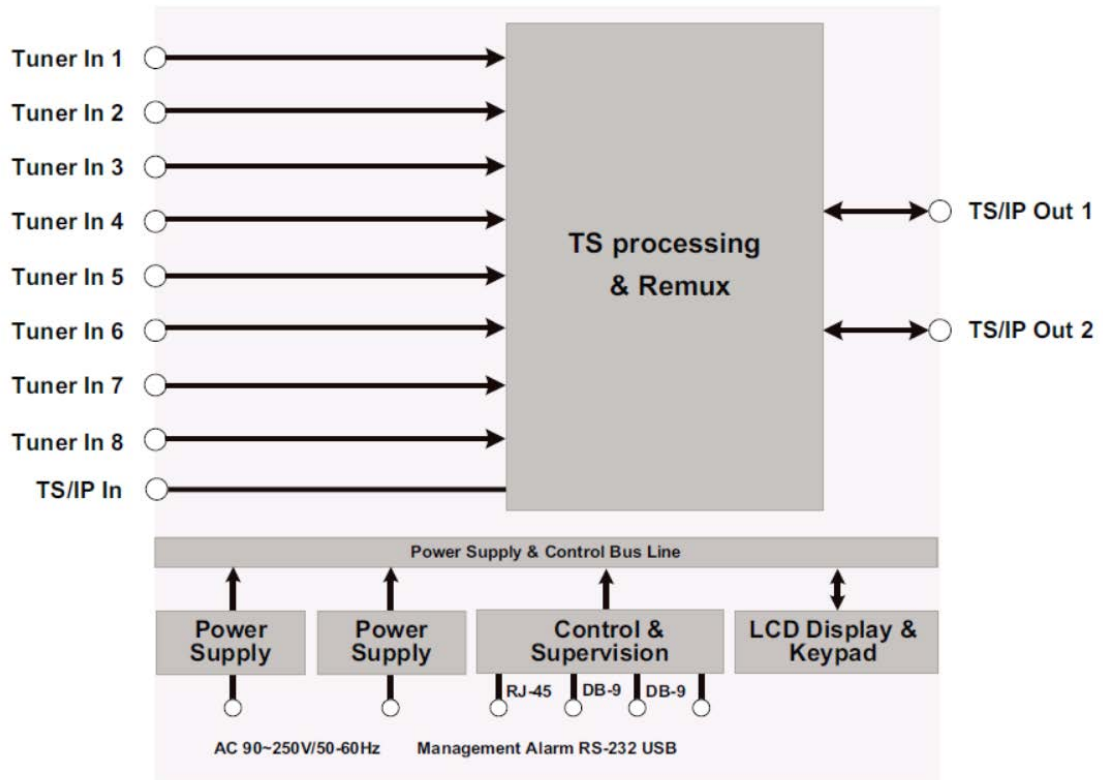 Tuner In 1
Tuner In 2
Tuner In 3
Tuner In 4
Tuner In 5
Tuner In 6
Tuner In 7
Tuner In 8
TS/IP In
TS processing
& Remux
TS/IP Out 1
TS/IP Out 2
Power Supply & Control Bus Line
Power
Supply
Power
Supply
Control &
Supervision
LCD Display &
Keypad
RJ-45
DB-9
DB-9
AC 90~250V/50-60Hz
Management Alarm RS-232 USB